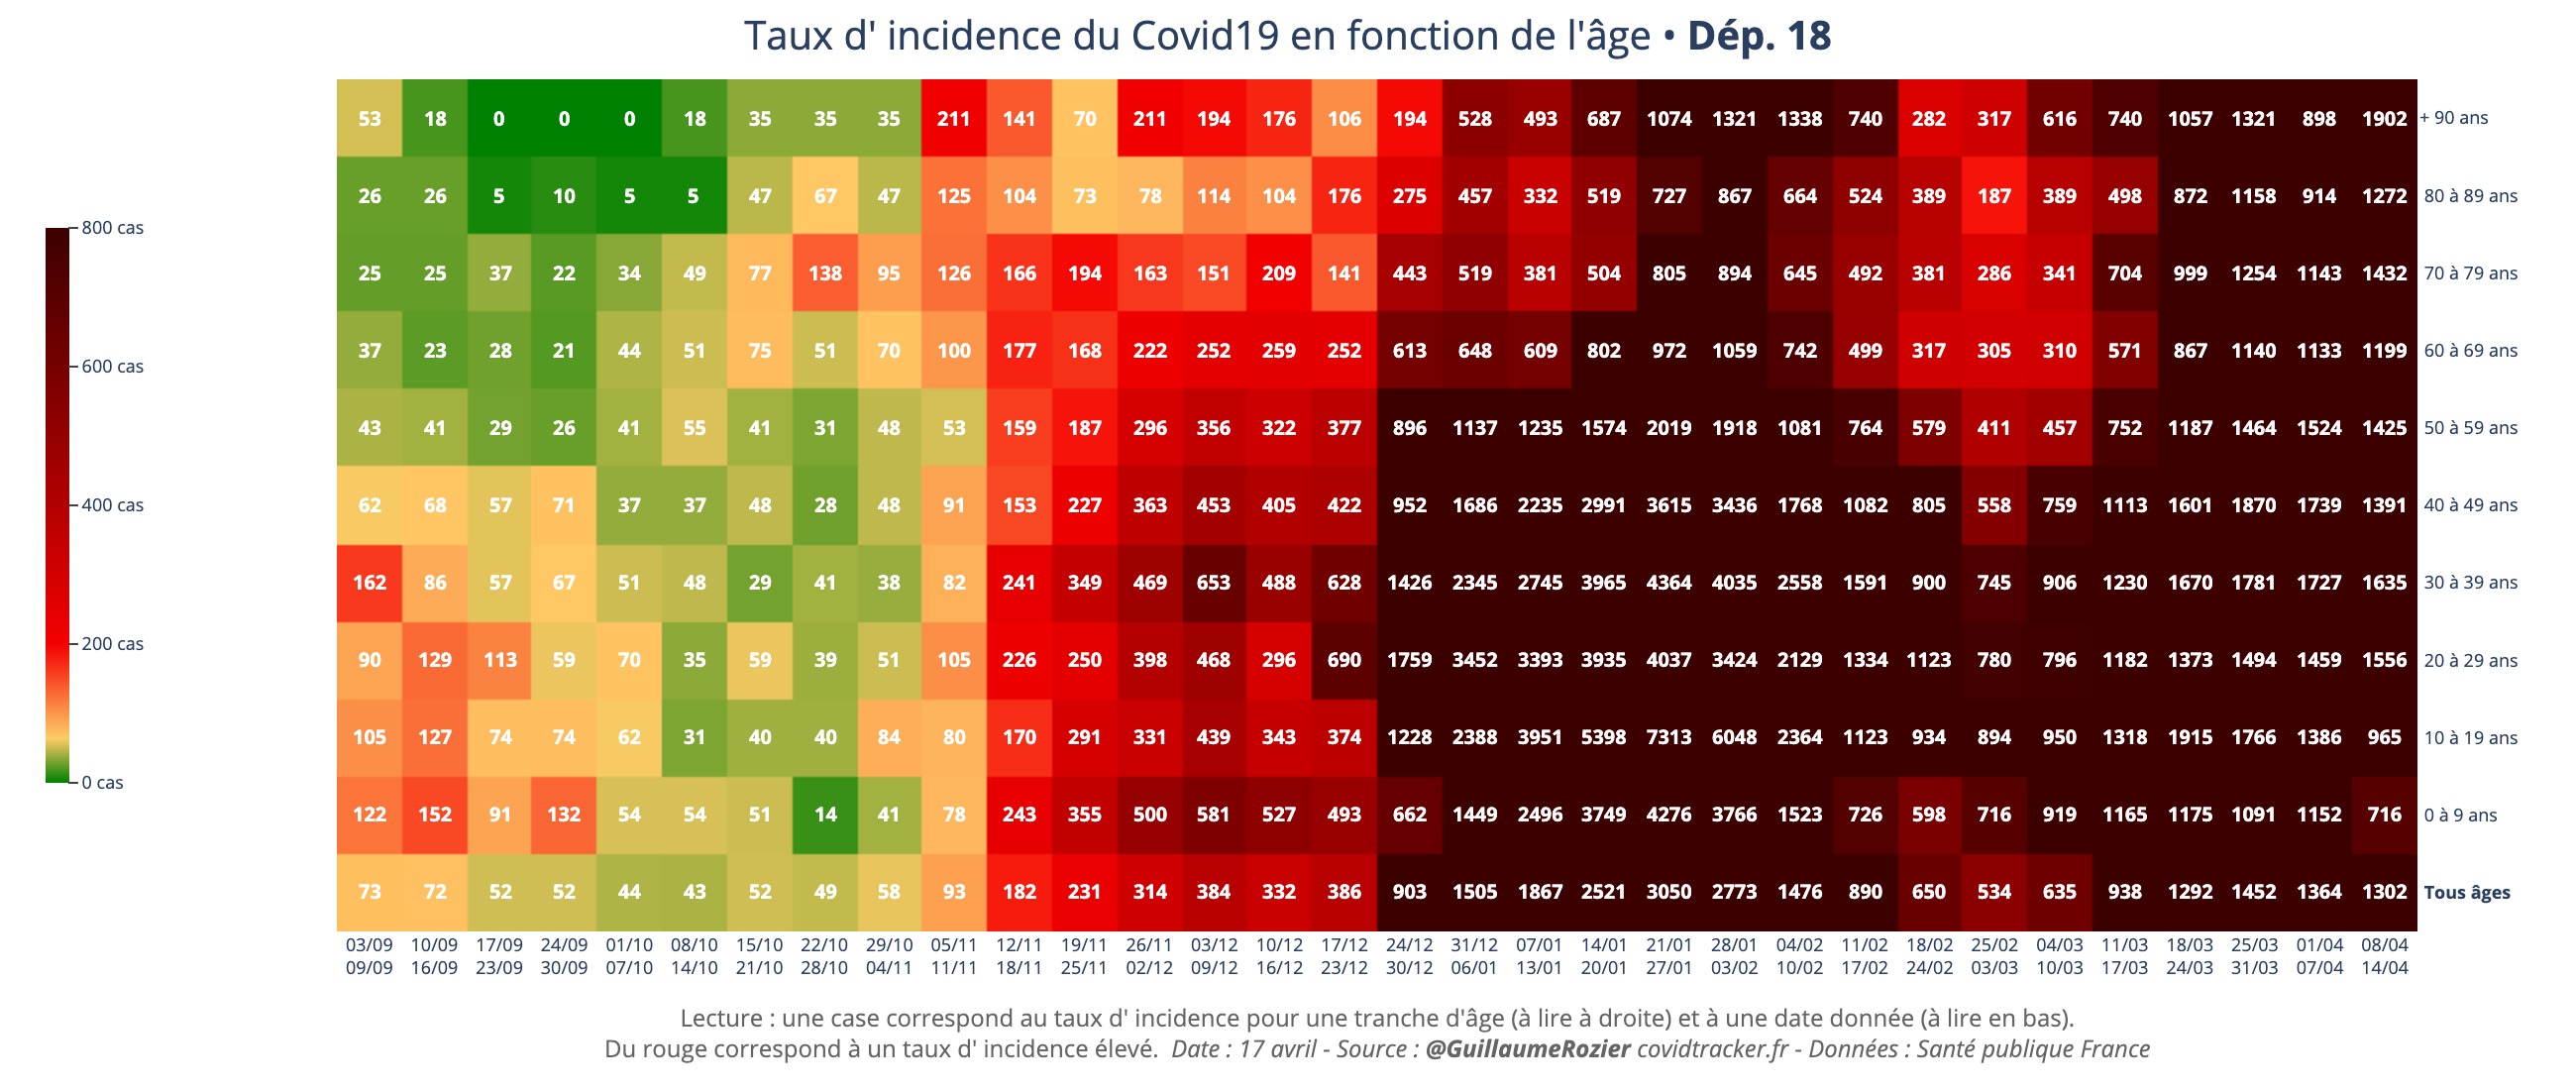 Taux d' incidence du Covid19 en fonction de l'âge • Dép. 18
800 cas
600 cas
400 cas
200 cas
0 cas
53 18 0 0 0 18 35 35 35 211 141 70 211 194 176 106 194 528 493 687 1074 1321 1338 740 282 317 616 740 1057 1321 898 1902 + 90 ans
26 26 5 10 5 5 47 67 47 125 104 73 78 114 104 176 275 457 332 519 727 867 664 524 389 187 389 498 872 1158 914 1272 80 à 89 ans
25 25 37 22 34 49 77 138 95 126 166 194 163 151 209 141 443 519 381 504 805 894 645 492 381 286 341 704 999 1254 1143 1432 70 à 79 ans
37 23 28 21 44 51 75 51 70 100 177 168 222 252 259 252 613 648 609 802 972 1059 742 499 317 305 310 571 867 1140 1133 1199 60 à 69 ans
43 41 29 26 41 55 41 31 48 53 159 187 296 356 322 377 896 1137 1235 1574 2019 1918 1081 764 579 411 457 752 1187 1464 1524 1425 50 à 59 ans
62 68 57 71 37 37 48 28 48 91 153 227 363 453 405 422 952 1686 2235 2991 3615 3436 1768 1082 805 558 759 1113 1601 1870 1739 1391 40 à 49 ans
162 86 57 67 51 48 29 41 38 82 241 349 469 653 488 628 1426 2345 2745 3965 4364 4035 2558 1591 900 745 906 1230 1670 1781 1727 1635 30 à 39 ans
90 129 113 59 70 35 59 39 51 105 226 250 398 468 296 690 1759 3452 3393 3935 4037 3424 2129 1334 1123 780 796 1182 1373 1494 1459 1556 20 à 29 ans
105 127 74 74 62 31 40 40 84 80 170 291 331 439 343 374 1228 2388 3951 5398 7313 6048 2364 1123 934 894 950 1318 1915 1766 1386 965 10 à 19 ans
122 152 91 132 54 54 51 14 41 78 243 355 500 581 527 493 662 1449 2496 3749 4276 3766 1523 726 598 716 919 1165 1175 1091 1152 716 0 à 9 ans
73 72 52 52 44 43 52 49 58 93 182 231 314 384 332 386 903 1505 1867 2521 3050 2773 1476 890 650 534 635 938 1292 1452 1364 1302 Tous âges
03/09 10/09 17/09 24/09 01/10 08/10 15/10 22/10 29/10 05/11 12/11 19/11 26/11 03/12 10/12 17/12 24/12 31/12 07/01 14/01 21/01 28/01 04/02 11/02 18/02 25/02 04/03 11/03 18/03 25/03 01/04 08/04
09/09 16/09 23/09 30/09 07/10 14/10 21/10 28/10 04/11 11/11 18/11 25/11 02/12 09/12 16/12 23/12 30/12 06/01 13/01 20/01 27/01 03/02 10/02 17/02 24/02 03/03 10/03 17/03 24/03 31/03 07/04 14/04
Lecture : une case correspond au taux d' incidence pour une tranche d'âge (à lire à droite) et à une date donnée (à lire en bas).
Du rouge correspond à un taux d' incidence élevé. Date : 17 avril - Source : @GuillaumeRozier covidtracker.fr - Données : Santé publique France